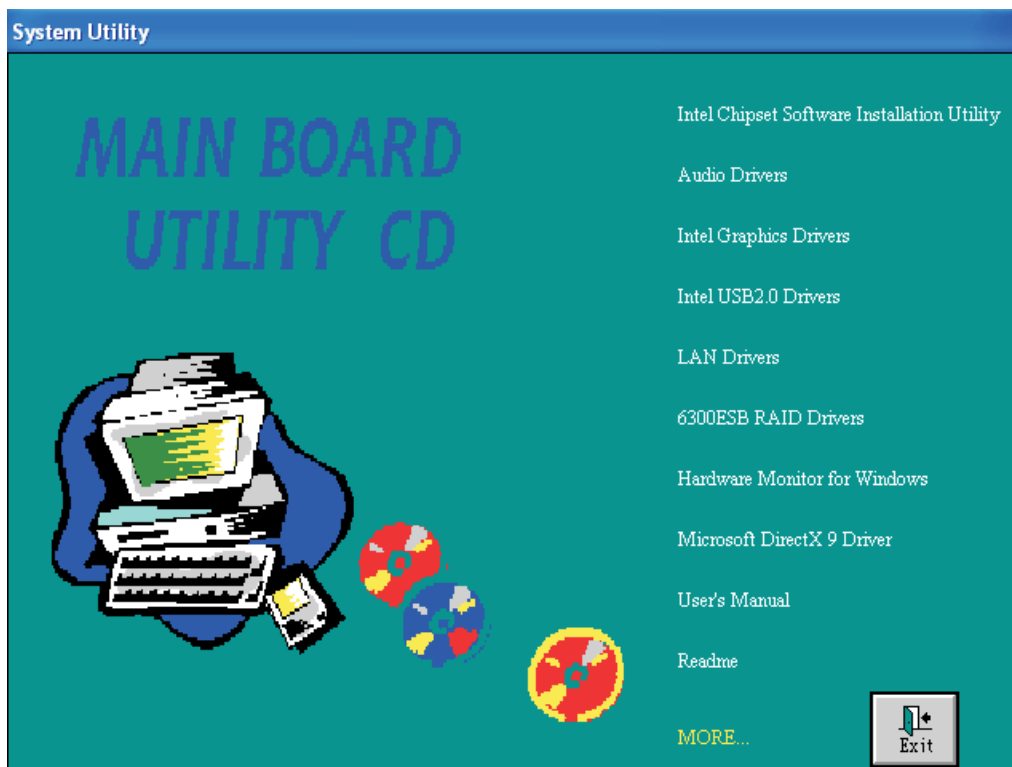 System Utility
MAIN BOARD
UTILITY CD
Intel Chipset Software Installation Utility
Audio Drivers
Intel Graphics Drivers
Intel USB2.0 Drivers
LAN Drivers
6300ESB RAID Drivers
Hardware Monitor for Windows
Microsoft DirectX 9 Driver
User's Manual
Readme
MORE...
Exit